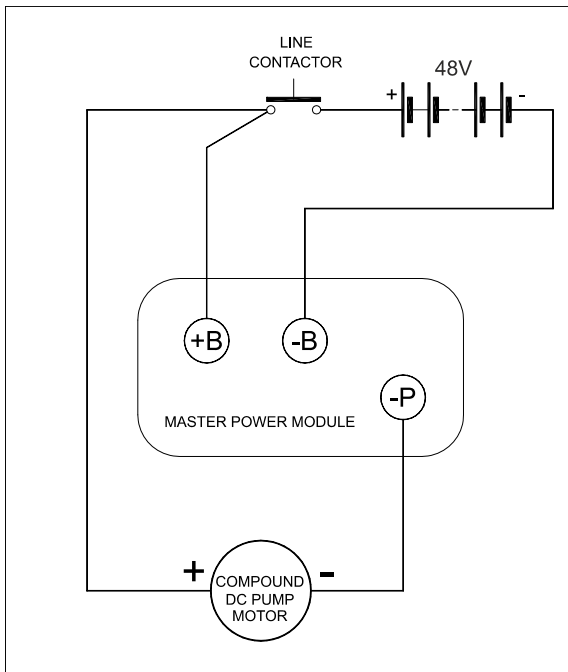 LINE
CONTACTOR
48V
+ -
+B -B
-P
MASTER POWER MODULE
+ -
COMPOUND
DC PUMP
MOTOR